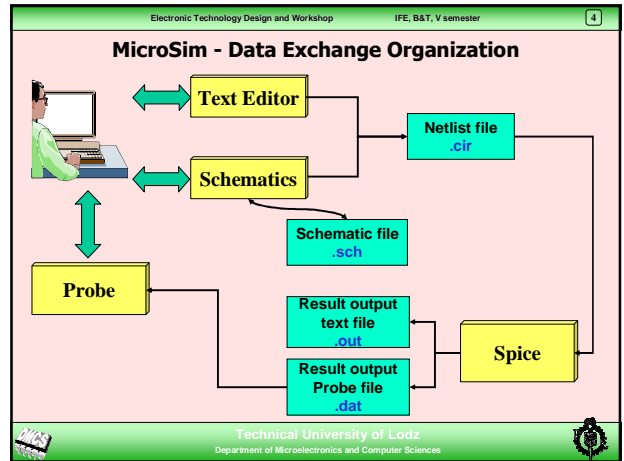 Electronic Technology Design and Workshop IFE, B&T, V semester 4
MicroSim - Data Exchange Organization
Text Editor
Netlist file
.cir
Schematics
Schematic file
.sch
Probe
Result output
text file
.out
Spice
Result output
Probe file
.dat
DMCS
Technical University of Lodz
Department of Microelectronics and Computer Sciences